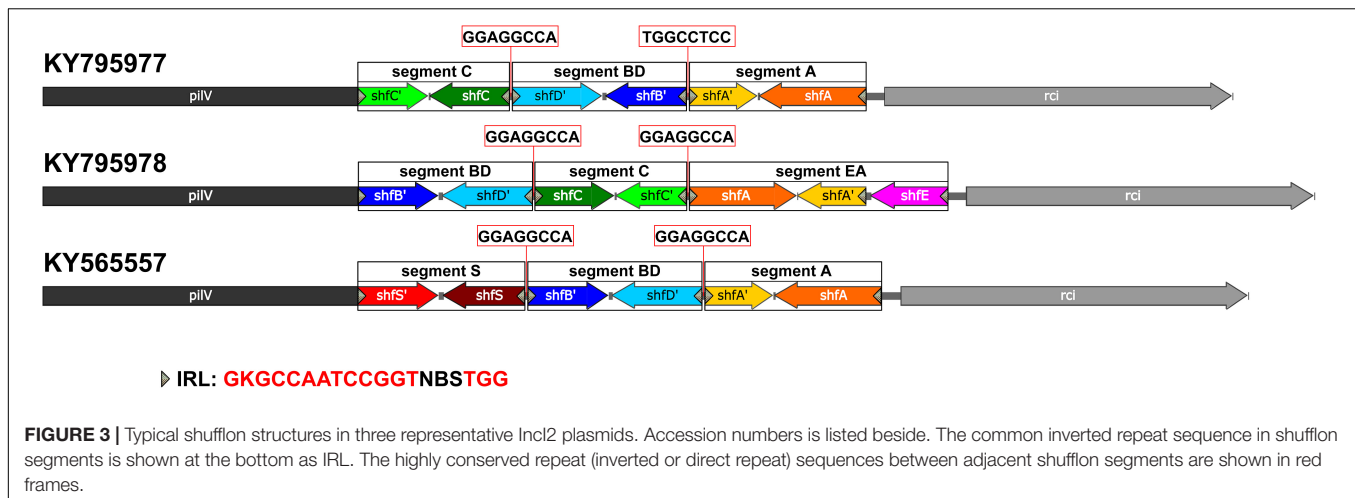 GGAGGCCA TGGCCTCC
KY795977
segment C segment BD segment A
pilV shfC' shfC shfD' shfB' shfA' shfA rci
GGAGGCCA GGAGGCCA
KY795978
segment BD segment C segment EA
pilV shfB' shfD' shfC shfC' shfA shfA' shfE rci
GGAGGCCA GGAGGCCA
KY565557
segment S segment BD segment A
pilV shfS' shfS shfB' shfD' shfA' shfA rci
IRL: GKGCCAATCCGGTNBSTGG
FIGURE 3 | Typical shufflon structures in three representative IncI2 plasmids. Accession numbers is listed beside. The common inverted repeat sequence in shufflon
segments is shown at the bottom as IRL. The highly conserved repeat (inverted or direct repeat) sequences between adjacent shufflon segments are shown in red
frames.